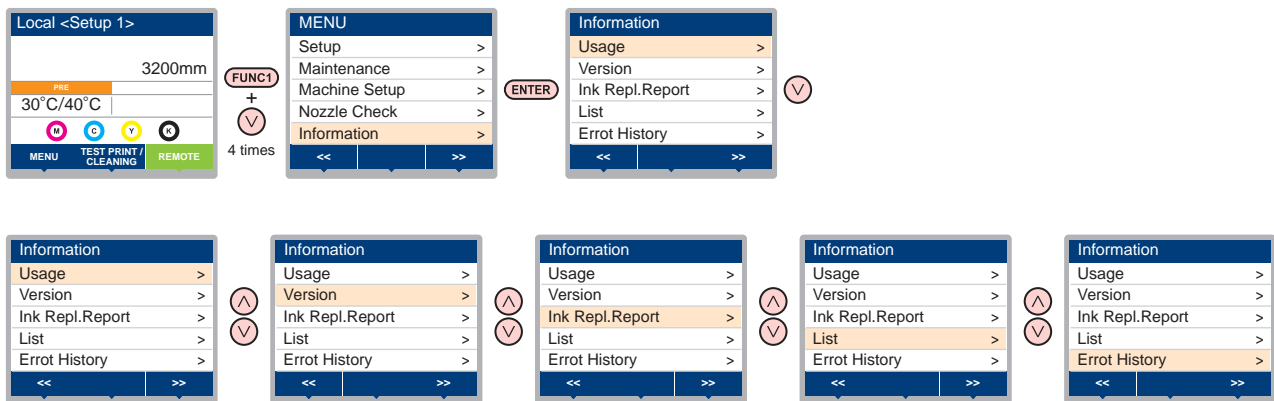 Local <Setup 1>
3200mm
PRE
30°C/40°C
M C Y K
MENU TEST PRINT / CLEANING REMOTE
FUNC1
+
4 times
MENU
Setup >
Maintenance >
Machine Setup >
Nozzle Check >
Information >
<< >>
ENTER
Information
Usage >
Version >
Ink Repl.Report >
List >
Errot History >
<< >>
Information
Usage >
Version >
Ink Repl.Report >
List >
Errot History >
<< >>
Information
Usage >
Version >
Ink Repl.Report >
List >
Errot History >
<< >>
Information
Usage >
Version >
Ink Repl.Report >
List >
Errot History >
<< >>
Information
Usage >
Version >
Ink Repl.Report >
List >
Errot History >
<< >>
Information
Usage >
Version >
Ink Repl.Report >
List >
Errot History >
<< >>